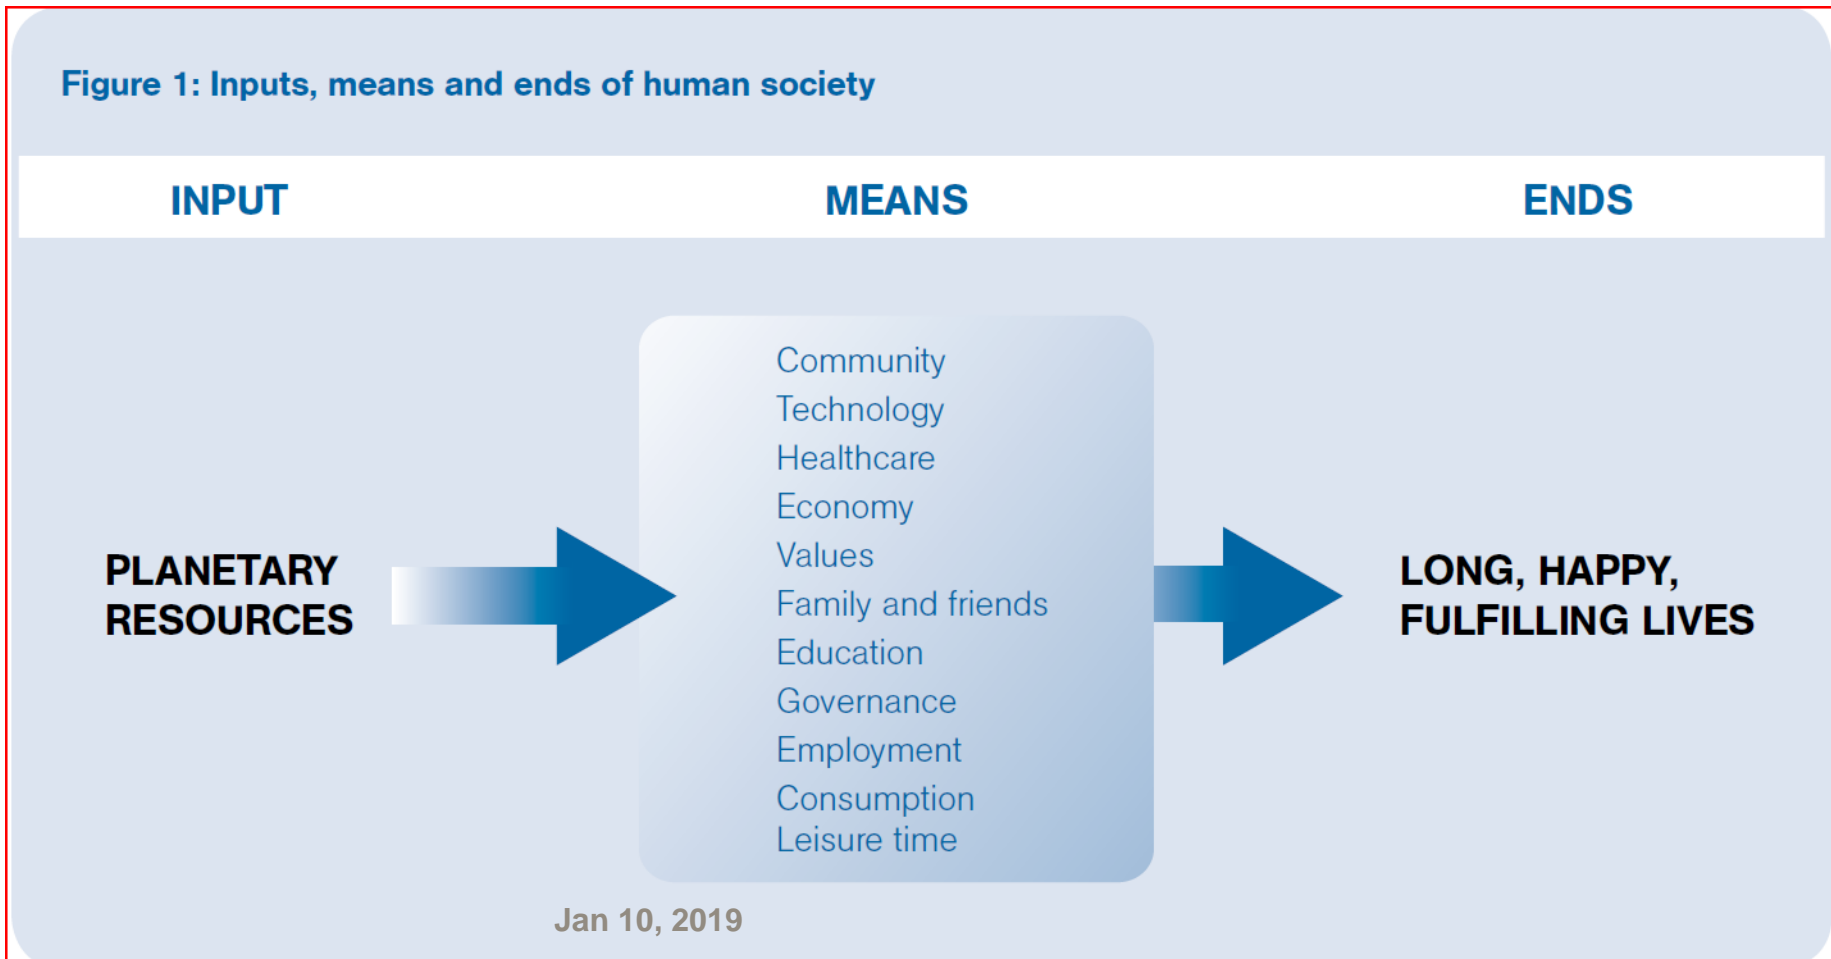 Figure 1: Inputs, means and ends of human society
INPUT
MEANS
ENDS
PLANETARY
RESOURCES
Community
Technology
Healthcare
Economy
Values
Family and friends
Education
Governance
Employment
Consumption
Leisure time
LONG, HAPPY,
FULFILLING LIVES
Jan 10, 2019